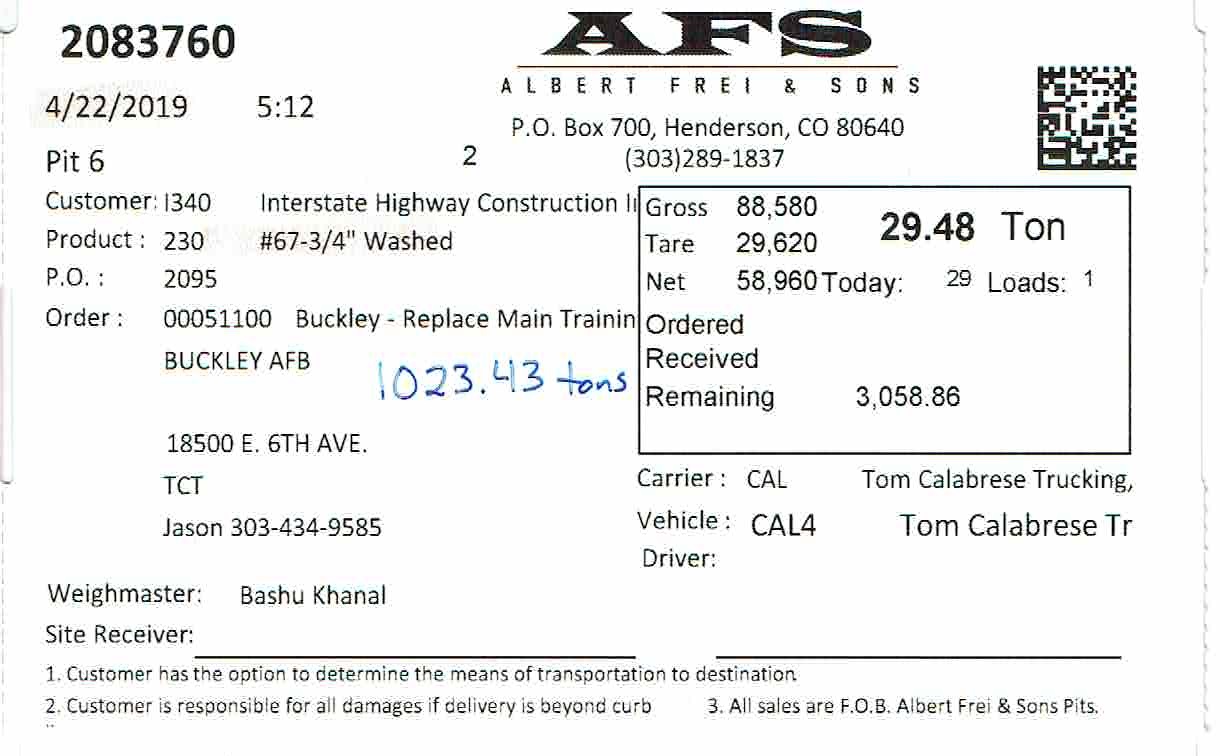 2083760
AFS
ALBERT FREI & SONS
4/22/2019 5:12
P.O. Box 700, Henderson, CO 80640
Pit 6 2 (303)289-1837
Customer: I340 Interstate Highway Construction I
Gross 88,580 29.48 Ton
Product : 230 #67-3/4" Washed
Tare 29,620
P.O. : 2095
Net 58,960 Today: 29 Loads: 1
Order : 00051100 Buckley - Replace Main Trainin
Ordered
BUCKLEY AFB
Received
1023.43 tons
Remaining 3,058.86
18500 E. 6TH AVE.
TCT
Carrier : CAL Tom Calabrese Trucking,
Jason 303-434-9585
Vehicle : CAL4 Tom Calabrese Tr
Driver:
Weighmaster: Bashu Khanal
Site Receiver:
1. Customer has the option to determine the means of transportation to destination
2. Customer is responsible for all damages if delivery is beyond curb 3. All sales are F.O.B. Albert Frei & Sons Pits.